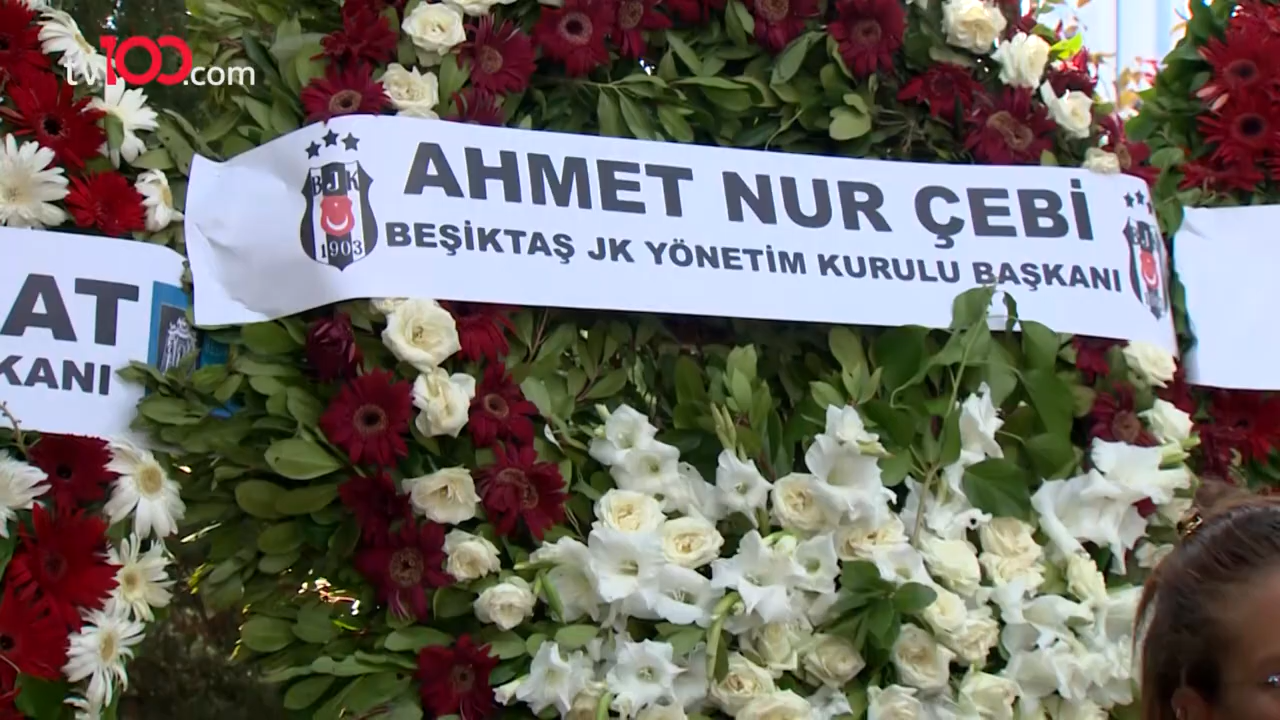 tv100.com
AHMET NUR ÇEBİ
BJK
1903
BEŞİKTAŞ JK YÖNETİM KURULU BAŞKANI
AT
KANI